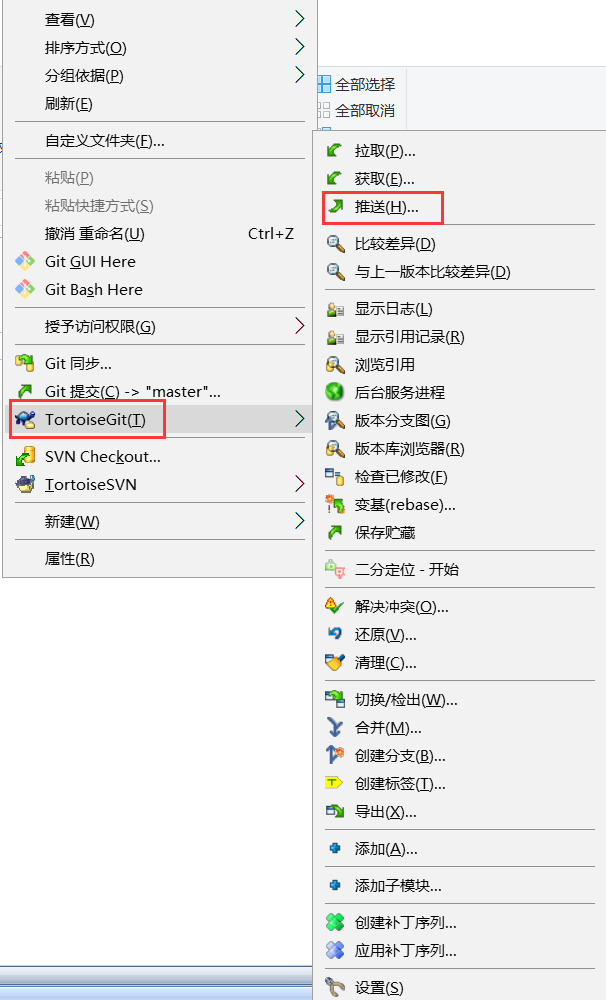 查看(V)
排序方式(O)
分组依据(P)
刷新(E)
自定义文件夹(F)...
粘贴(P)
粘贴快捷方式(S)
撤消 重命名(U) Ctrl+Z
Git GUI Here
Git Bash Here
授予访问权限(G)
Git 同步...
Git 提交(C) -> "master"...
TortoiseGit(T)
SVN Checkout...
TortoiseSVN
新建(W)
属性(R)
全部选择
全部取消
拉取(P)...
获取(E)...
推送(H)...
比较差异(D)
与上一版本比较差异(D)
显示日志(L)
显示引用记录(R)
浏览引用
后台服务进程
版本分支图(G)
版本库浏览器(R)
检查已修改(F)
变基(rebase)...
保存贮藏
二分定位 - 开始
解决冲突(O)...
还原(V)...
清理(C)...
切换/检出(W)...
合并(M)...
创建分支(B)...
创建标签(T)...
导出(X)...
添加(A)...
添加子模块...
创建补丁序列...
应用补丁序列...
设置(S)